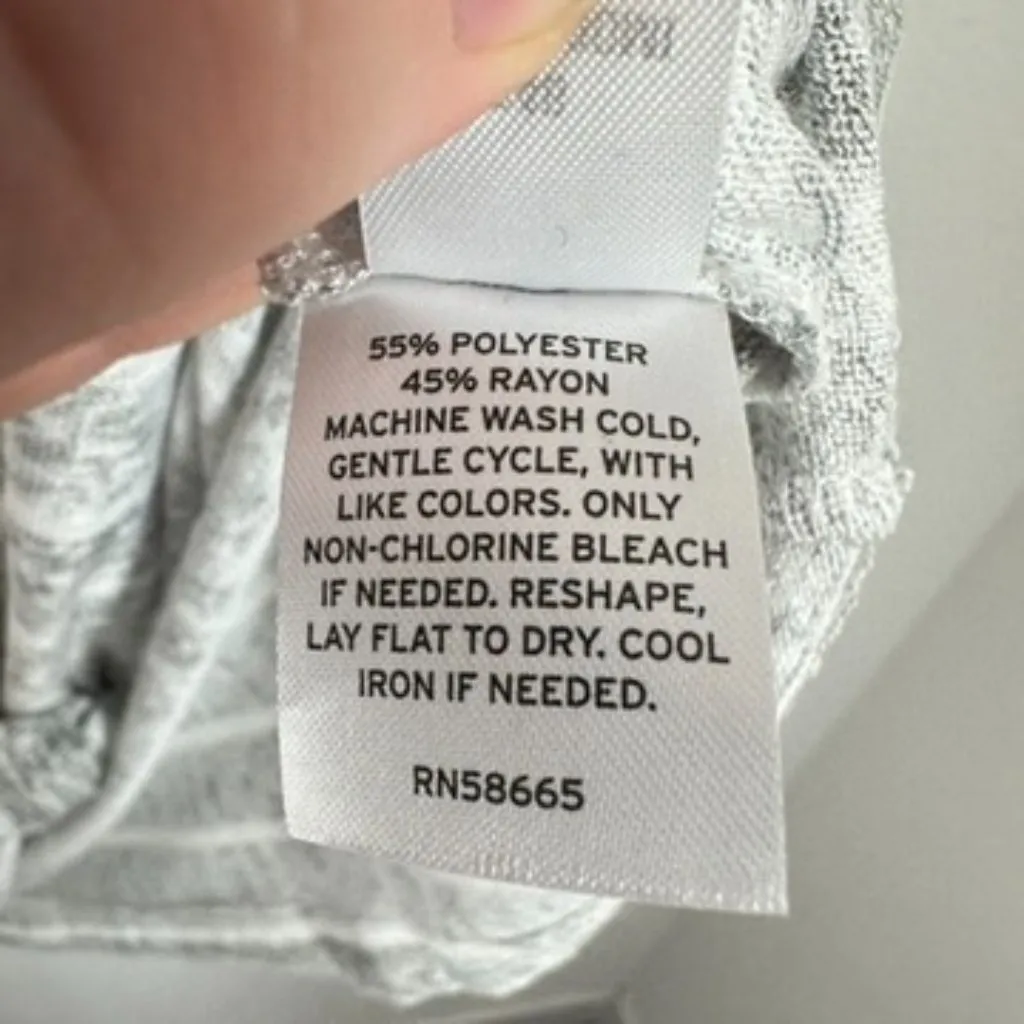 55% POLYESTER
45% RAYON
MACHINE WASH COLD,
GENTLE CYCLE, WITH
LIKE COLORS. ONLY
NON-CHLORINE BLEACH
IF NEEDED. RESHAPE,
LAY FLAT TO DRY. COOL
IRON IF NEEDED.
RN58665